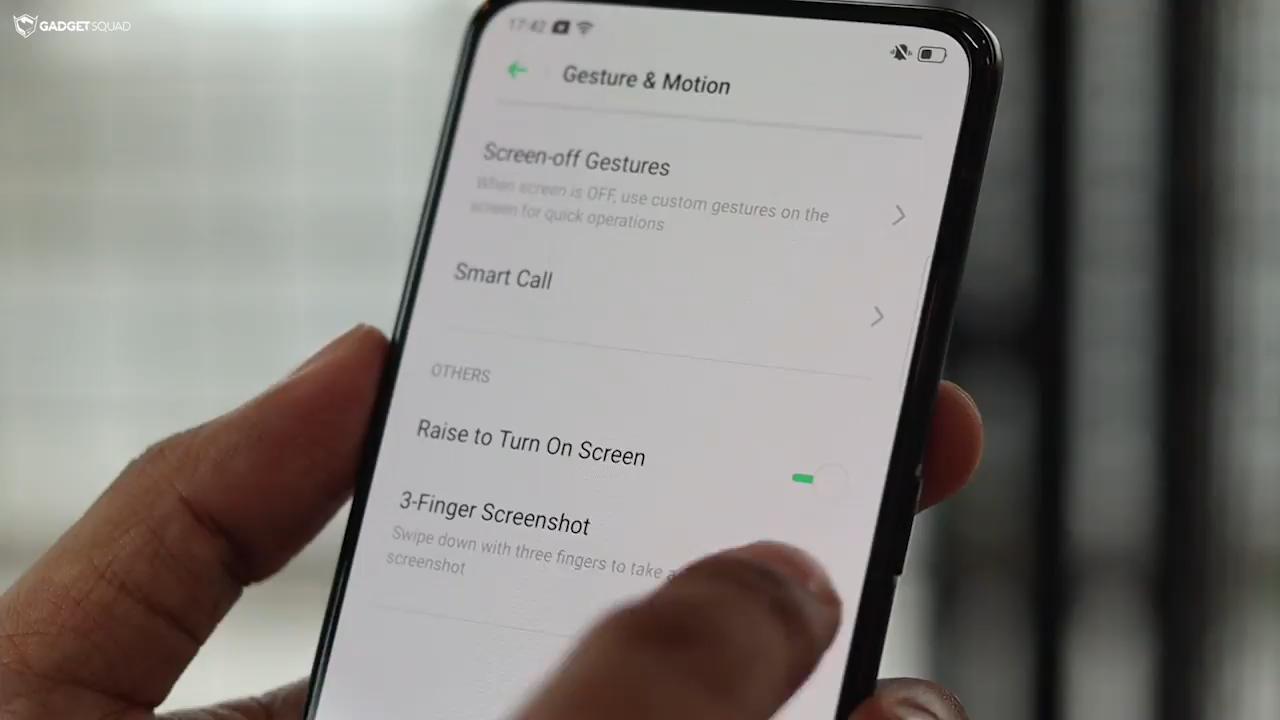 GADGETSQUAD
17:42
Gesture & Motion
Screen-off Gestures
When screen is OFF, use custom gestures on the
screen for quick operations
Smart Call
OTHERS
Raise to Turn On Screen
3-Finger Screenshot
Swipe down with three fingers to take a
screenshot